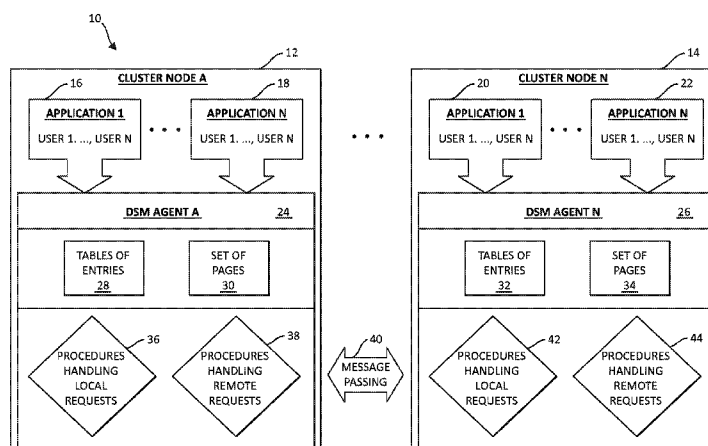 10
12
CLUSTER NODE A
16
APPLICATION 1
USER 1. ..., USER N
• • •
18
APPLICATION N
USER 1. ..., USER N
DSM AGENT A
24
TABLES OF
ENTRIES
28
SET OF
PAGES
30
36
PROCEDURES
HANDLING
LOCAL
REQUESTS
38
PROCEDURES
HANDLING
REMOTE
REQUESTS
• • •
40
MESSAGE
PASSING
14
CLUSTER NODE N
20
APPLICATION 1
USER 1. ..., USER N
• • •
22
APPLICATION N
USER 1. ..., USER N
DSM AGENT N
26
TABLES OF
ENTRIES
32
SET OF
PAGES
34
42
PROCEDURES
HANDLING
LOCAL
REQUESTS
44
PROCEDURES
HANDLING
REMOTE
REQUESTS